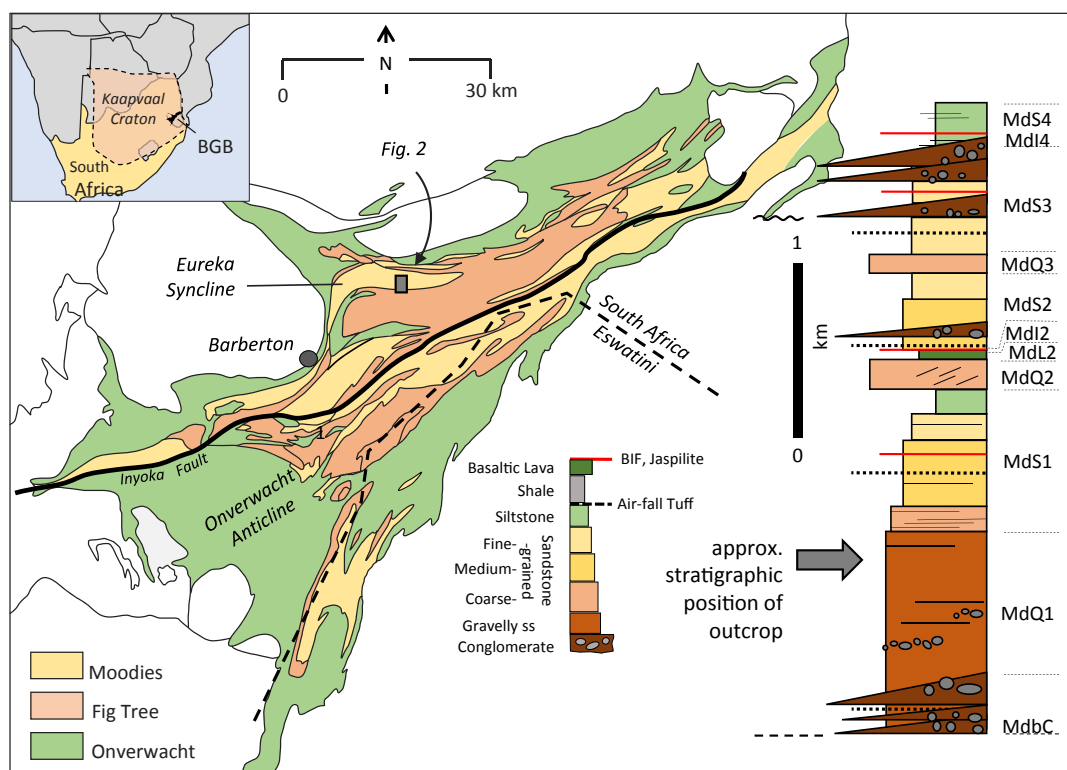 Kaapvaal
Craton
BGB
South
Africa
N
0
30 km
Fig. 2
Eureka
Syncline
Barberton
South Africa
Eswatini
Inyoka
Fault
1
Onverwacht
Anticline
Moodies
Fig Tree
Onverwacht
Basaltic Lava
Shale
Siltstone
Fine-
Medium-
Coarse-
grained
Sandstone
Gravelly ss
Conglomerate
BIF, Jaspilite
Air-fall Tuff
approx.
stratigraphic
position of
outcrop
1
km
0
MdS4
MdI4
MdS3
MdQ3
MdS2
MdI2
MdL2
MdQ2
MdS1
MdQ1
MdbC